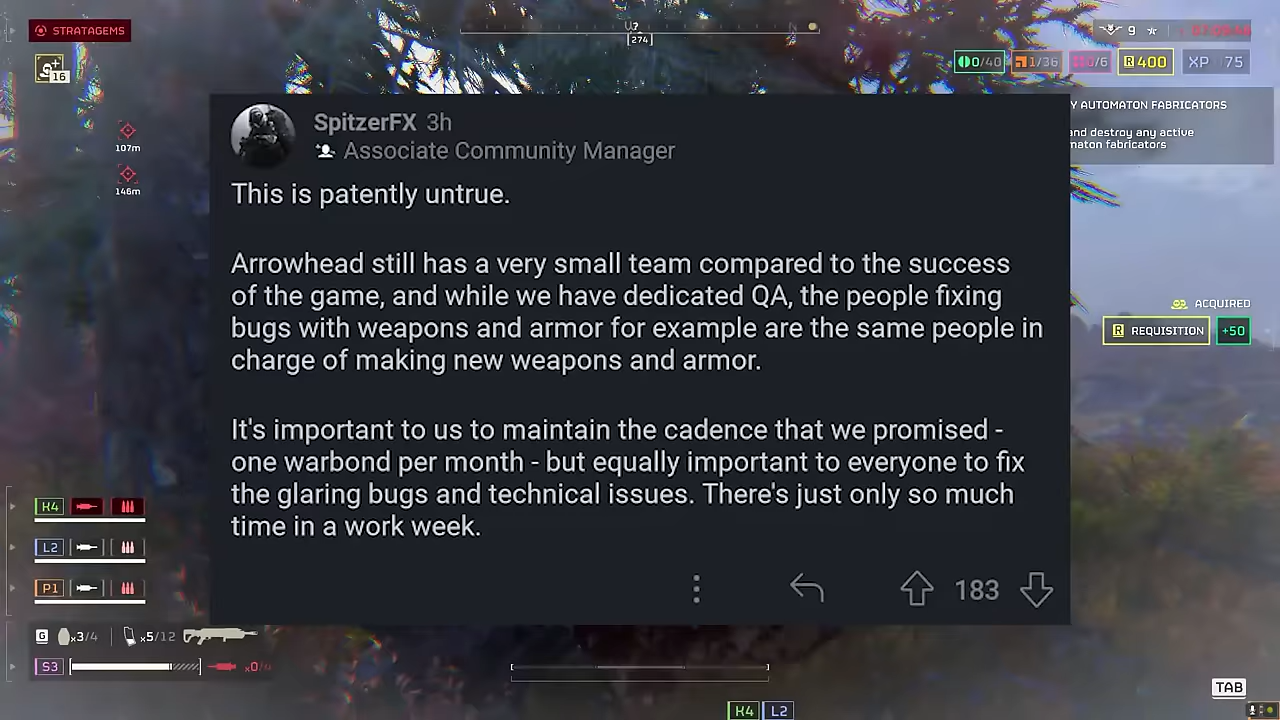 STRATAGEMS
16
274
9
0/40
1/36
0/6
R 400
XP 75
107m
146m
Y AUTOMATON FABRICATORS
and destroy any active
maton fabricators
SpitzerFX 3h
Associate Community Manager
This is patently untrue.
Arrowhead still has a very small team compared to the success
of the game, and while we have dedicated QA, the people fixing
bugs with weapons and armor for example are the same people in
charge of making new weapons and armor.
It's important to us to maintain the cadence that we promised -
one warbond per month - but equally important to everyone to fix
the glaring bugs and technical issues. There's just only so much
time in a work week.
183
ACQUIRED
R REQUISITION +50
K4
L2
P1
G x3/4 x5/12
S3
TAB
K4 L2